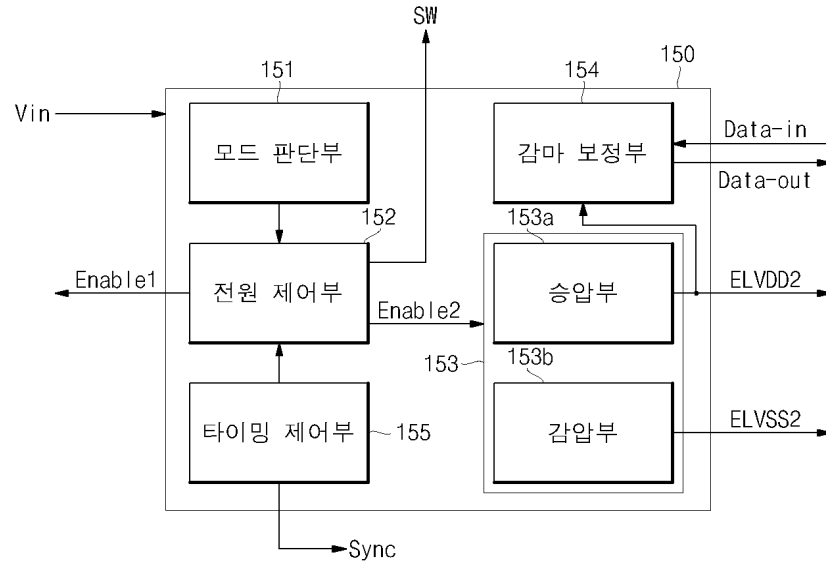 SW
151
154
150
Vin
모드 판단부
감마 보정부
Data-in
Data-out
152
153a
Enable1
전원 제어부
Enable2
승압부
ELVDD2
153
153b
타이밍 제어부
155
감압부
ELVSS2
Sync